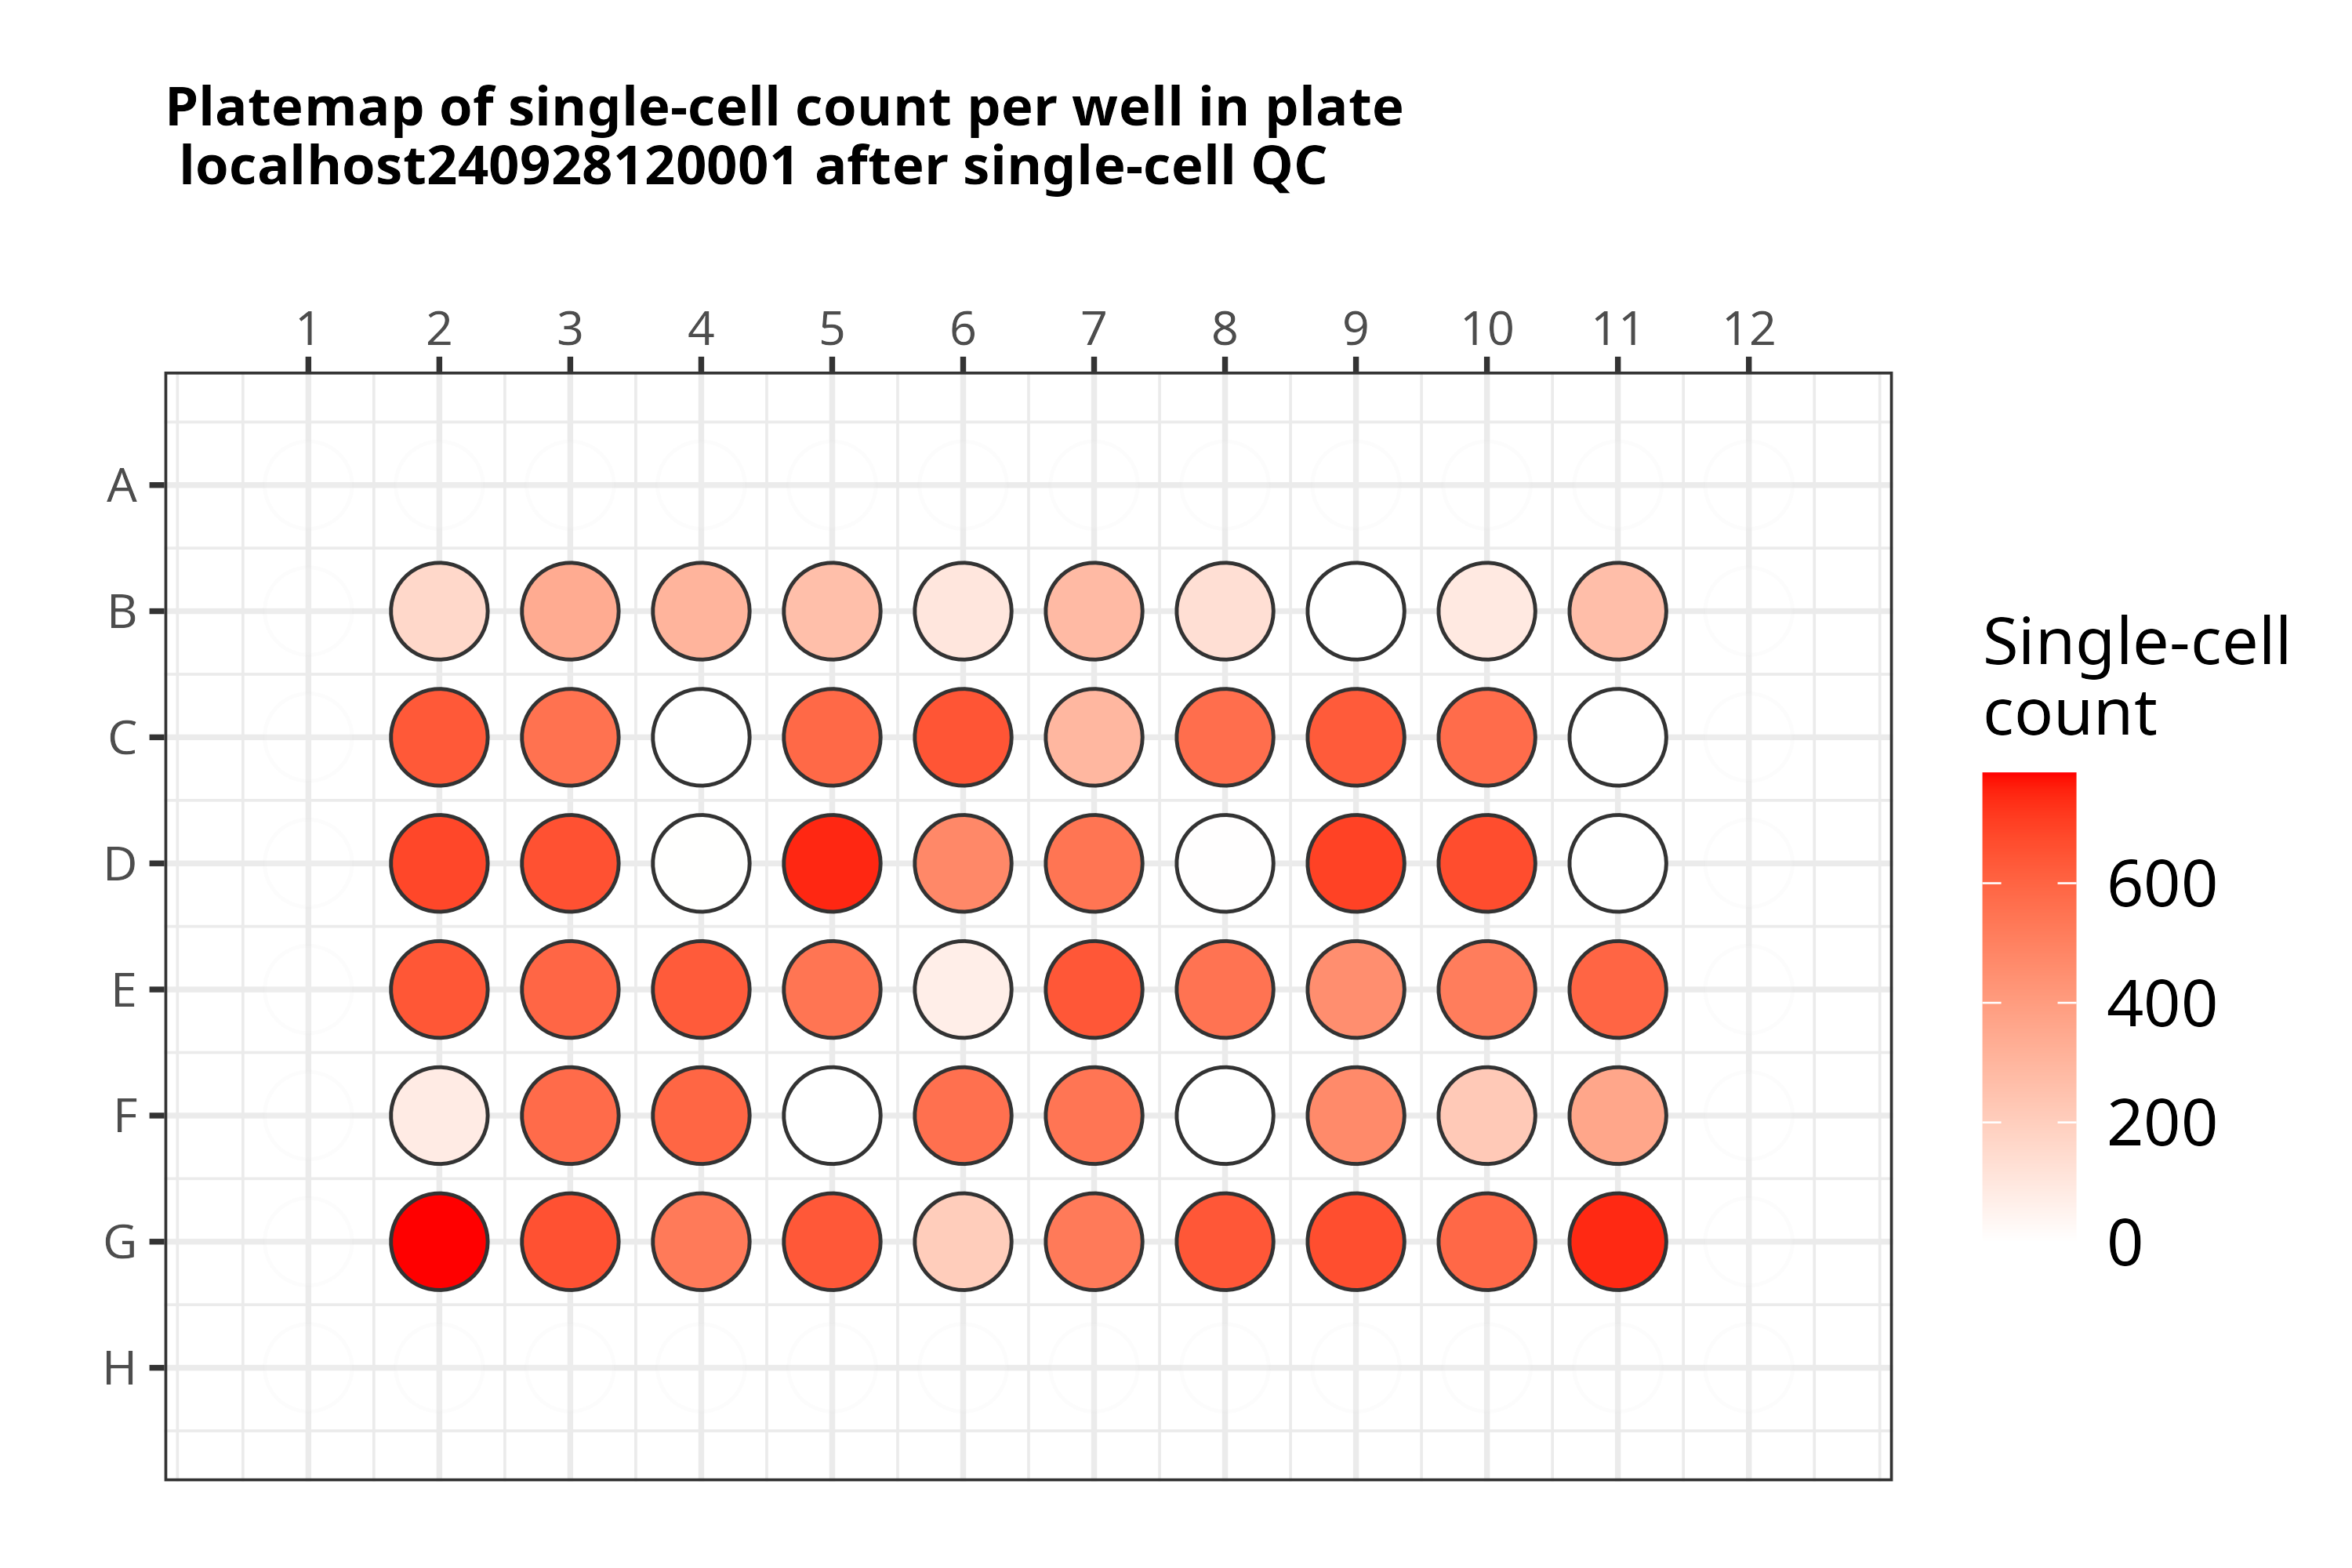 Platemap of single-cell count per well in plate
localhost240928120001 after single-cell QC
1 2 3 4 5 6 7 8 9 10 11 12
A
B
C
D
E
F
G
H
Single-cell
count
600
400
200
0